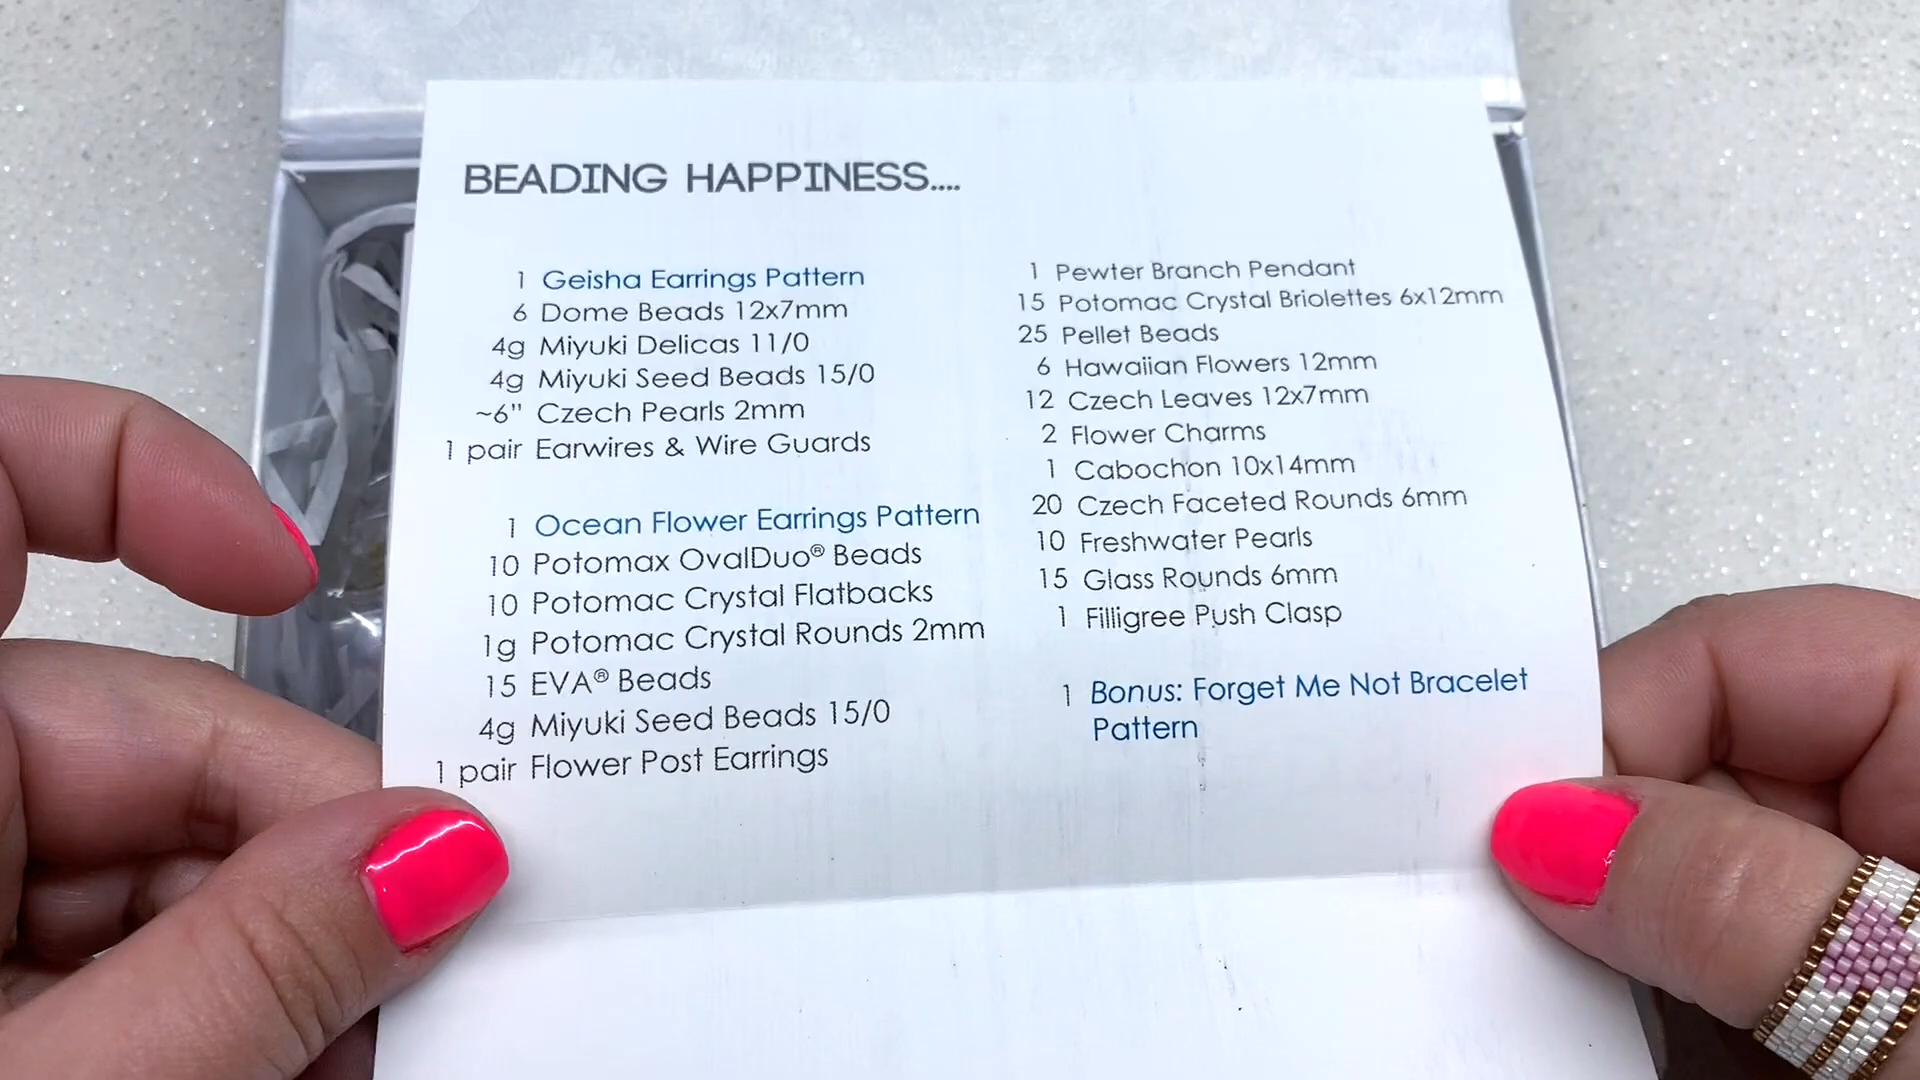 BEADING HAPPINESS....
1 Geisha Earrings Pattern
6 Dome Beads 12x7mm
4g Miyuki Delicas 11/0
4g Miyuki Seed Beads 15/0
~6" Czech Pearls 2mm
1 pair Earwires & Wire Guards
1 Ocean Flower Earrings Pattern
10 Potomax OvalDuo® Beads
10 Potomac Crystal Flatbacks
1g Potomac Crystal Rounds 2mm
15 EVA® Beads
4g Miyuki Seed Beads 15/0
1 pair Flower Post Earrings
1 Pewter Branch Pendant
15 Potomac Crystal Briolettes 6x12mm
25 Pellet Beads
6 Hawaiian Flowers 12mm
12 Czech Leaves 12x7mm
2 Flower Charms
1 Cabochon 10x14mm
20 Czech Faceted Rounds 6mm
10 Freshwater Pearls
15 Glass Rounds 6mm
1 Filligree Push Clasp
1 Bonus: Forget Me Not Bracelet
Pattern